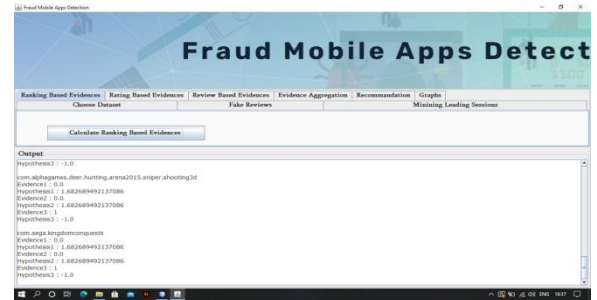 Fraud Mobile Apps Detection
Fraud Mobile Apps Detect
Ranking Based Evidences Rating Based Evidences Review Based Evidences Evidence Aggregation Recommandation Graphs
Choose Dataset Fake Reviews Minining Leading Sessions
Calculate Ranking Based Evidences
Output
Hypothesis3 : -1.0
com.alphagames.deer.hunting.arena2015.sniper.shooting3d
Evidence1 : 0.0
Hypothesis1 : 1.682689492137086
Evidence2 : 0.0
Hypothesis2 : 1.682689492137086
Evidence3 : 1
Hypothesis3 : -1.0
com.sega.kingdomconquestii
Evidence1 : 0.0
Hypothesis1 : 1.682689492137086
Evidence2 : 0.0
Hypothesis2 : 1.682689492137086
Evidence3 : 1
Hypothesis3 : -1.0
ENG 16:37